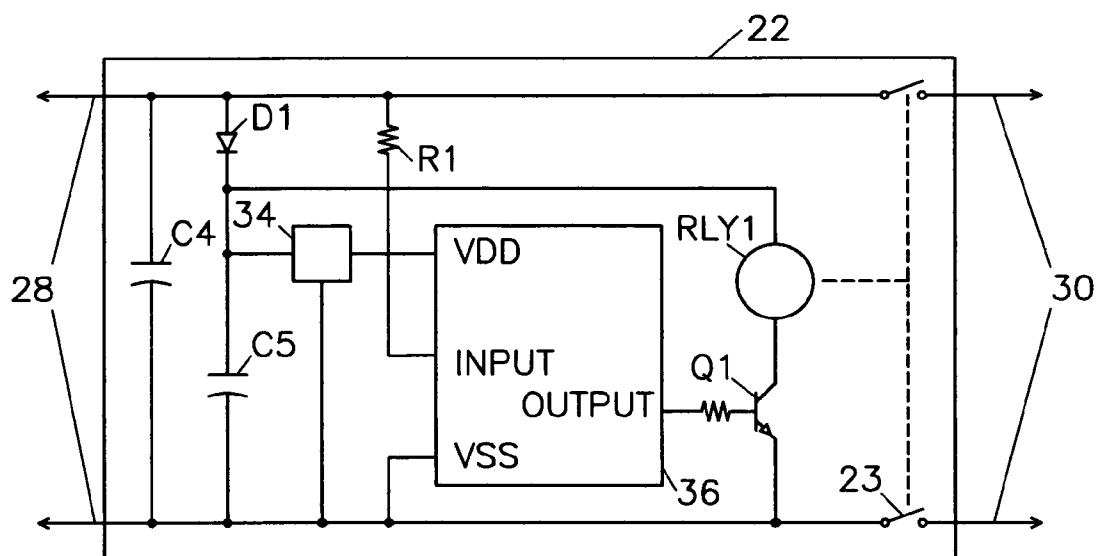 22
D1
R1
34
C4
RLY1
VDD
28
30
C5
INPUT
Q1
OUTPUT
VSS
36
23